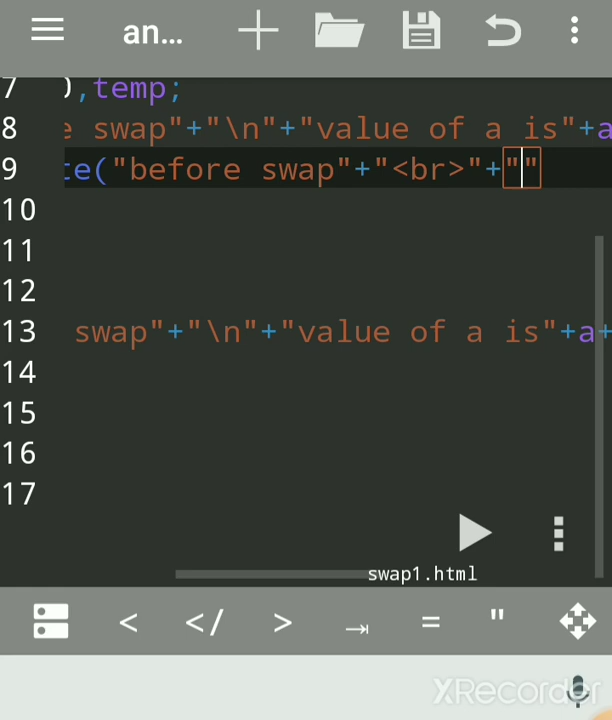 an...
7 ),temp;
8 e swap"+"\n"+"value of a is"+a
9 te("before swap"+"<br>"+""
10
11
12
13 swap"+"\n"+"value of a is"+a+
14
15
16
17
swap1.html
< </ > = "
XRecorder